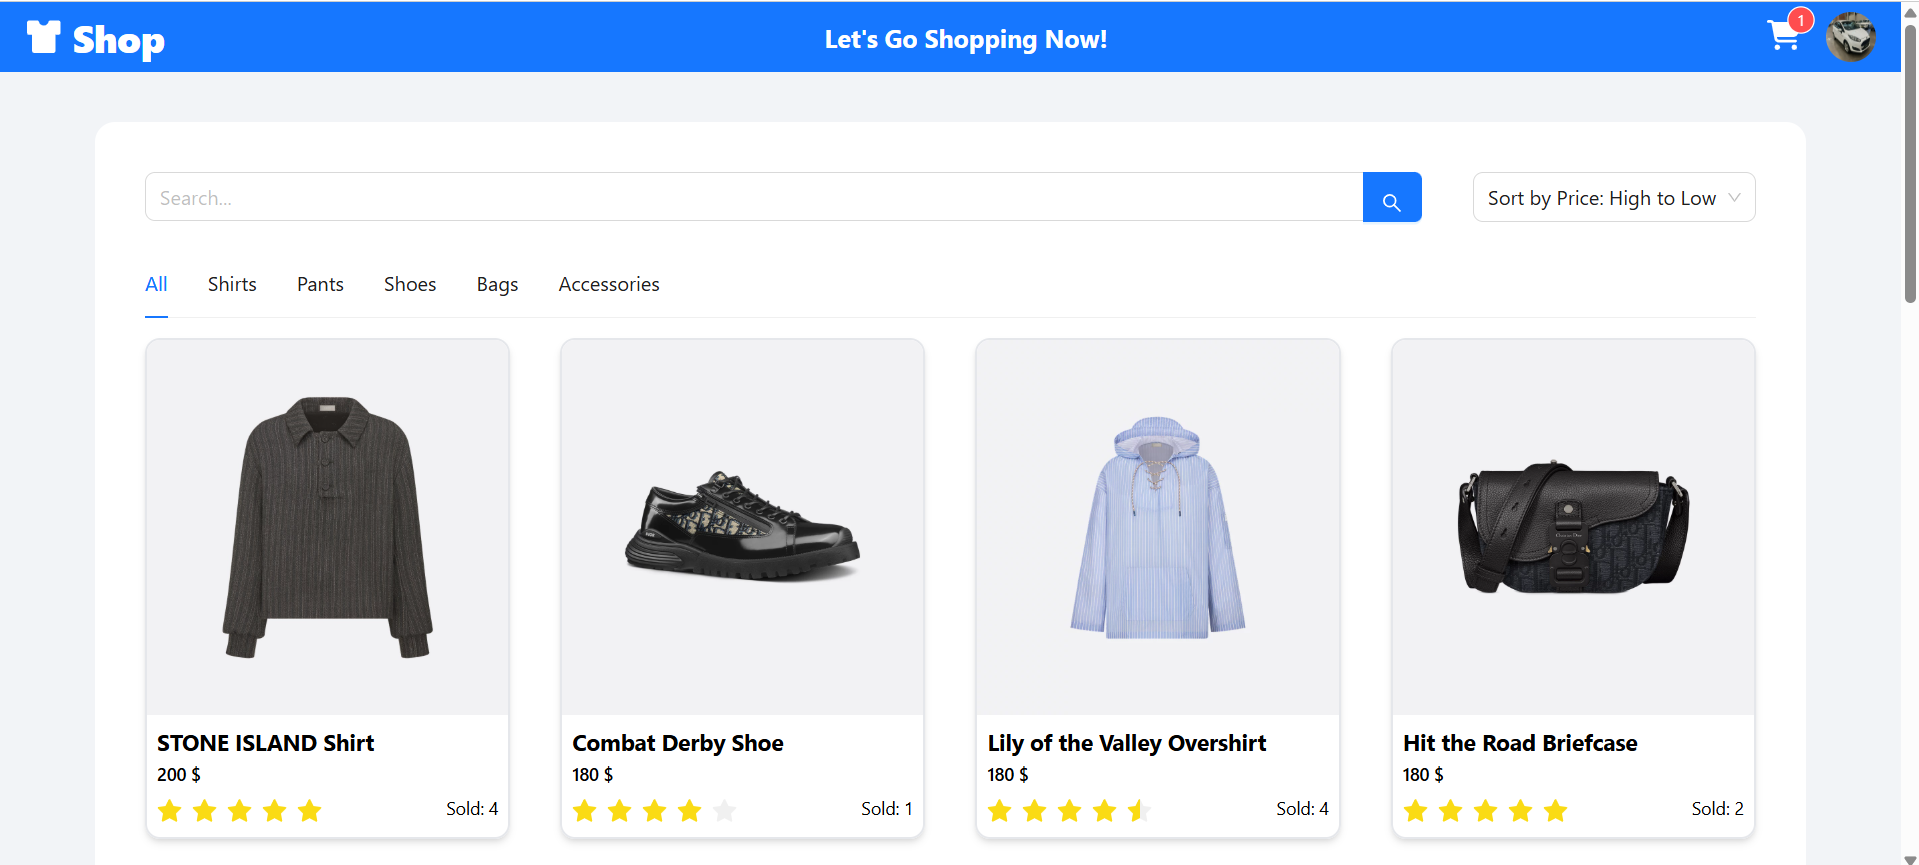 Shop
Let's Go Shopping Now!
1
Search...
Sort by Price: High to Low
All
Shirts
Pants
Shoes
Bags
Accessories
STONE ISLAND Shirt
200 $
Sold: 4
Combat Derby Shoe
180 $
Sold: 1
Lily of the Valley Overshirt
180 $
Sold: 4
Hit the Road Briefcase
180 $
Sold: 2